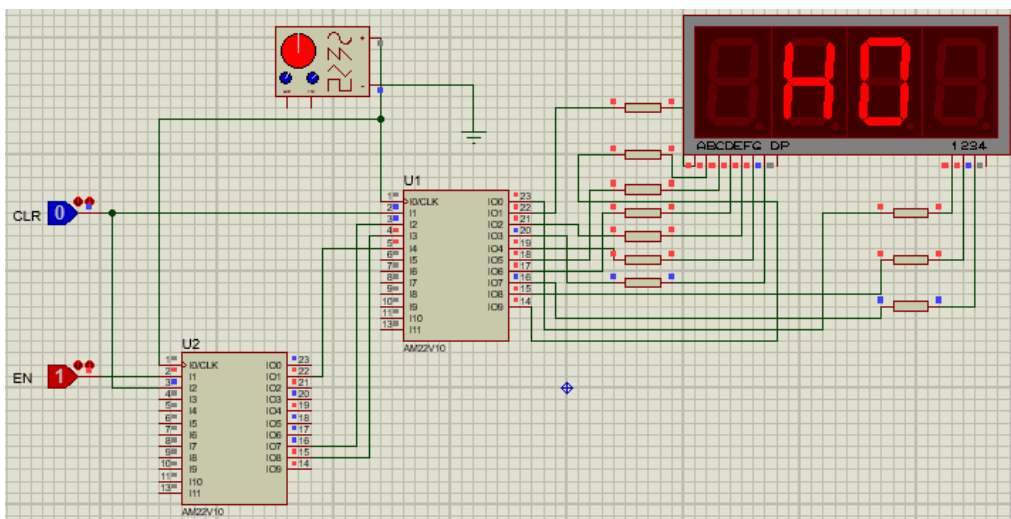 H0
ABCDEFG DP
1234
CLR
0
EN
1
U1
1
2
3
4
5
6
7
8
9
10
11
13
I0/CLK
I1
I2
I3
I4
I5
I6
I7
I8
I9
I10
I11
IO0
IO1
IO2
IO3
IO4
IO5
IO6
IO7
IO8
IO9
23
22
21
20
19
18
17
16
15
14
AM22V10
U2
1
2
3
4
5
6
7
8
9
10
11
13
I0/CLK
I1
I2
I3
I4
I5
I6
I7
I8
I9
I10
I11
IO0
IO1
IO2
IO3
IO4
IO5
IO6
IO7
IO8
IO9
23
22
21
20
19
18
17
16
15
14
AM22V10
+
-